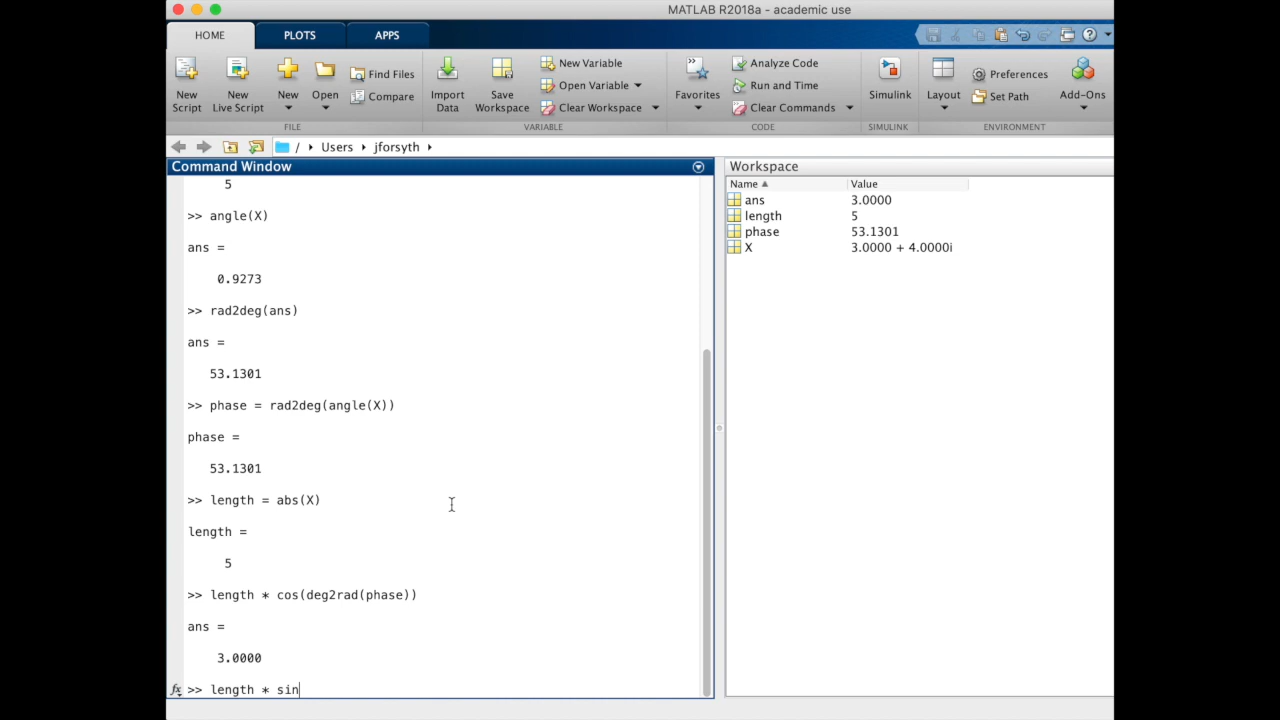 MATLAB R2018a - academic use
HOME PLOTS APPS
New Script
New Live Script
New
Open
Find Files
Compare
Import Data
Save Workspace
New Variable
Open Variable
Clear Workspace
Favorites
Analyze Code
Run and Time
Clear Commands
Simulink
Layout
Preferences
Set Path
Add-Ons
FILE VARIABLE CODE SIMULINK ENVIRONMENT
/ Users jforsyth
Command Window
5
>> angle(X)
ans =
0.9273
>> rad2deg(ans)
ans =
53.1301
>> phase = rad2deg(angle(X))
phase =
53.1301
>> length = abs(X)
length =
5
>> length * cos(deg2rad(phase))
ans =
3.0000
fx >> length * sin
Workspace
Name Value
ans 3.0000
length 5
phase 53.1301
X 3.0000 + 4.0000i